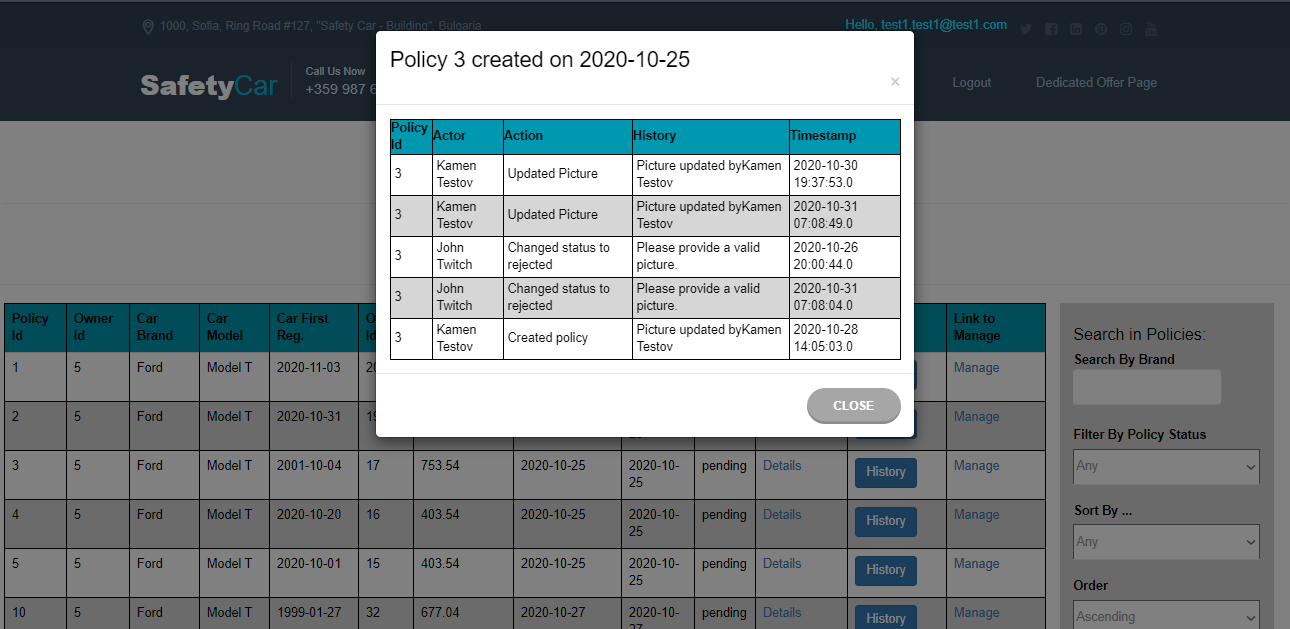 1000, Sofia, Ring Road #127, "Safety Car - Building", Bulgaria
Hello, test1.test1@test1.com
SafetyCar
Call Us Now
+359 987 6
Logout
Dedicated Offer Page
Policy 3 created on 2020-10-25
×
Policy Id Actor Action History Timestamp
3 Kamen Testov Updated Picture Picture updated byKamen Testov 2020-10-30 19:37:53.0
3 Kamen Testov Updated Picture Picture updated byKamen Testov 2020-10-31 07:08:49.0
3 John Twitch Changed status to rejected Please provide a valid picture. 2020-10-26 20:00:44.0
3 John Twitch Changed status to rejected Please provide a valid picture. 2020-10-31 07:08:04.0
3 Kamen Testov Created policy Picture updated byKamen Testov 2020-10-28 14:05:03.0
CLOSE
Policy Id Owner Id Car Brand Car Model Car First Reg. Link to Manage
1 5 Ford Model T 2020-11-03 Manage
2 5 Ford Model T 2020-10-31 Manage
3 5 Ford Model T 2001-10-04 17 753.54 2020-10-25 2020-10-25 pending Details History Manage
4 5 Ford Model T 2020-10-20 16 403.54 2020-10-25 2020-10-25 pending Details History Manage
5 5 Ford Model T 2020-10-01 15 403.54 2020-10-25 2020-10-25 pending Details History Manage
10 5 Ford Model T 1999-01-27 32 677.04 2020-10-27 2020-10-27 pending Details History Manage
Search in Policies:
Search By Brand
Filter By Policy Status
Any
Sort By ...
Any
Order
Ascending